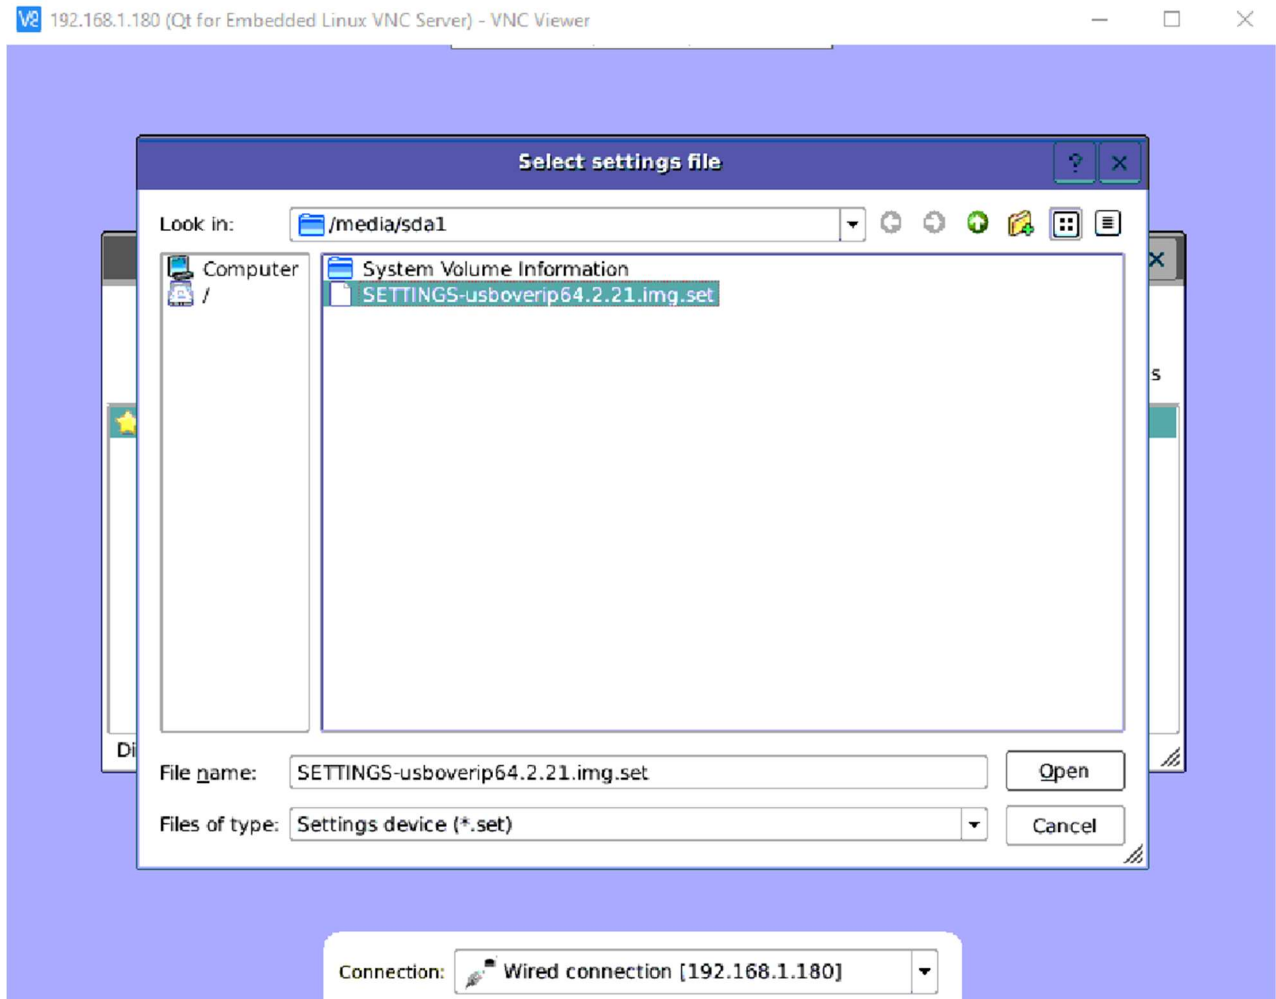 192.168.1.180 (Qt for Embedded Linux VNC Server) - VNC Viewer
Select settings file
Look in: /media/sda1
Computer
/
System Volume Information
SETTINGS-usboverip64.2.21.img.set
s
Di
File name: SETTINGS-usboverip64.2.21.img.set Open
Files of type: Settings device (*.set) Cancel
Connection: Wired connection [192.168.1.180]